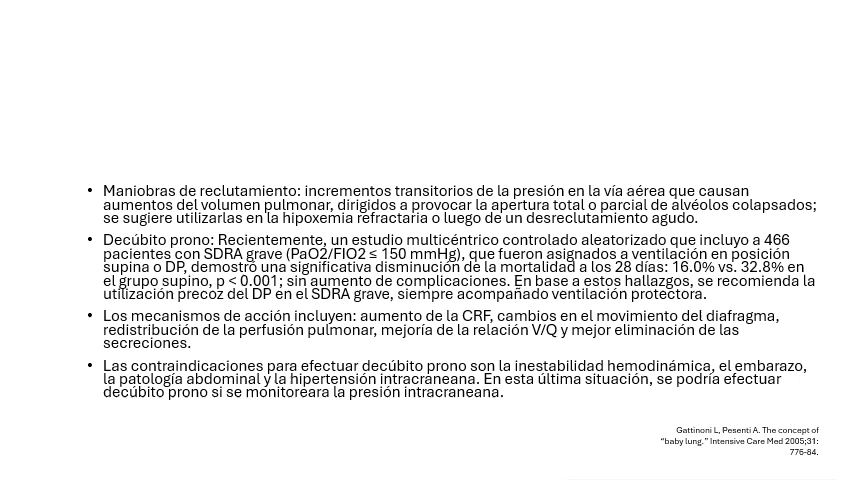 • Maniobras de reclutamiento: incrementos transitorios de la presión en la vía aérea que causan
aumentos del volumen pulmonar, dirigidos a provocar la apertura total o parcial de alvéolos colapsados;
se sugiere utilizarlas en la hipoxemia refractaria o luego de un desreclutamiento agudo.
• Decúbito prono: Recientemente, un estudio multicéntrico controlado aleatorizado que incluyo a 466
pacientes con SDRA grave (PaO2/FIO2 ≤ 150 mmHg), que fueron asignados a ventilación en posición
supina o DP, demostró una significativa disminución de la mortalidad a los 28 días: 16.0% vs. 32.8% en
el grupo supino, p < 0.001; sin aumento de complicaciones. En base a estos hallazgos, se recomienda la
utilización precoz del DP en el SDRA grave, siempre acompañado ventilación protectora.
• Los mecanismos de acción incluyen: aumento de la CRF, cambios en el movimiento del diafragma,
redistribución de la perfusión pulmonar, mejoría de la relación V/Q y mejor eliminación de las
secreciones.
• Las contraindicaciones para efectuar decúbito prono son la inestabilidad hemodinámica, el embarazo,
la patología abdominal y la hipertensión intracraneana. En esta última situación, se podría efectuar
decúbito prono si se monitoreara la presión intracraneana.
Gattinoni L, Pesenti A. The concept of
“baby lung.” Intensive Care Med 2005;31:
776-84.